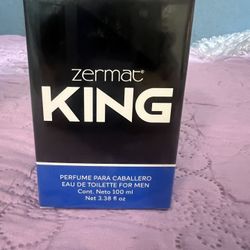 zermat®
KING
PERFUME PARA CABALLERO
EAU DE TOILETTE FOR MEN
Cont. Neto 100 ml
Net 3.38 fl oz